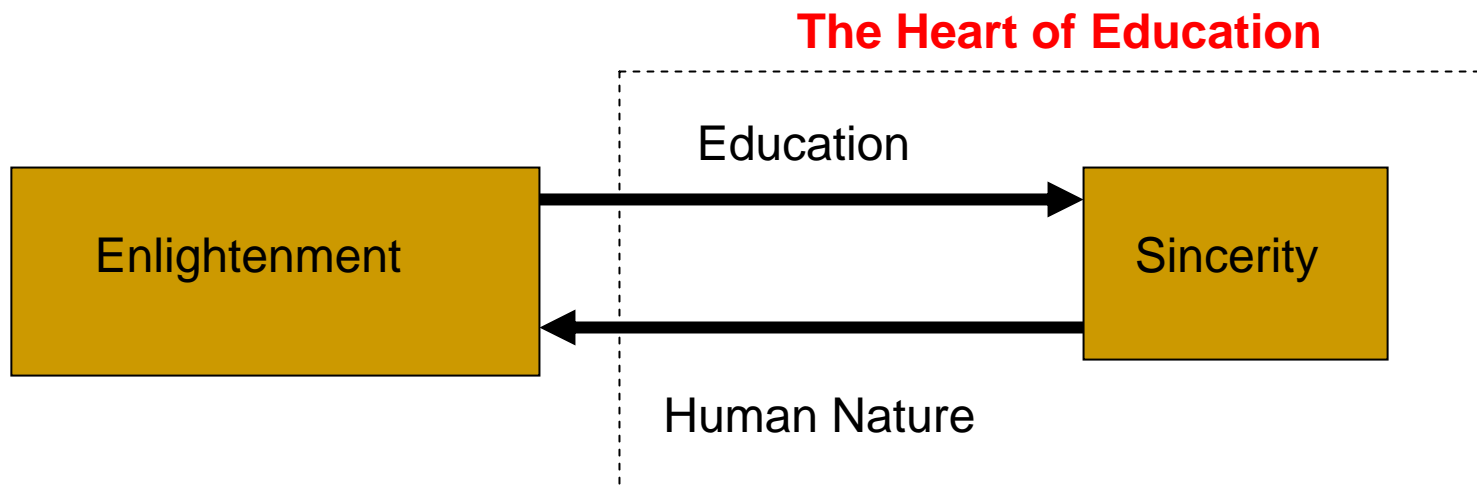 The Heart of Education
Education
Enlightenment
Sincerity
Human Nature